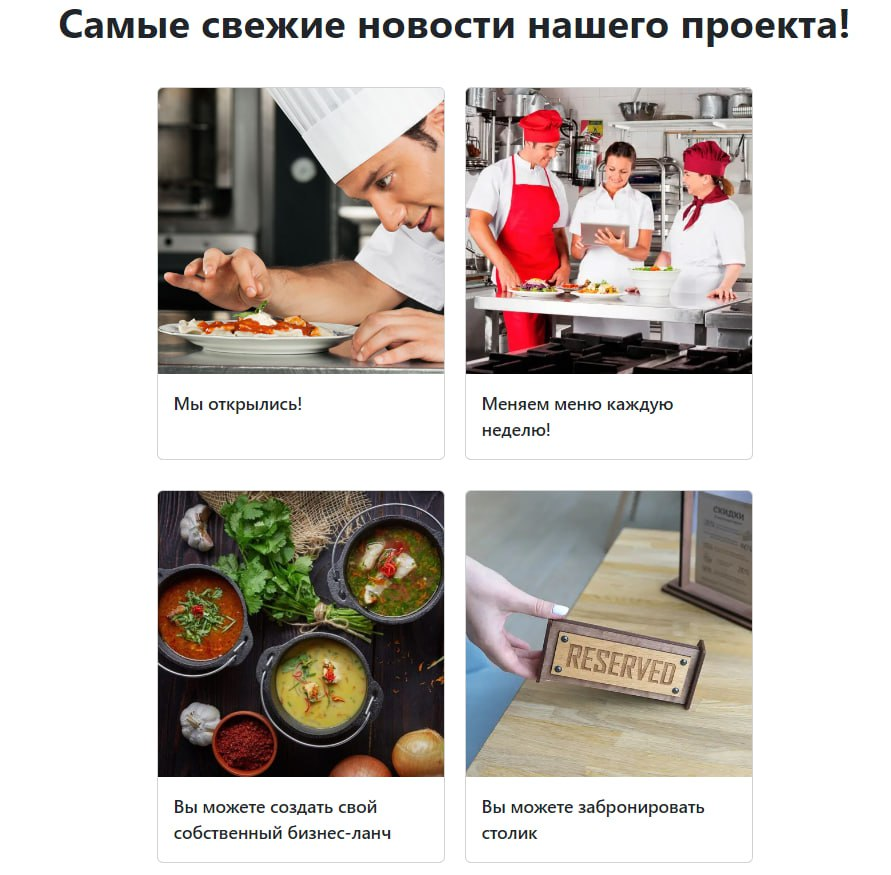 Самые свежие новости нашего проекта!
Мы открылись!
Меняем меню каждую
неделю!
СКИДКИ
RESERVED
Вы можете создать свой
собственный бизнес-ланч
Вы можете забронировать
столик